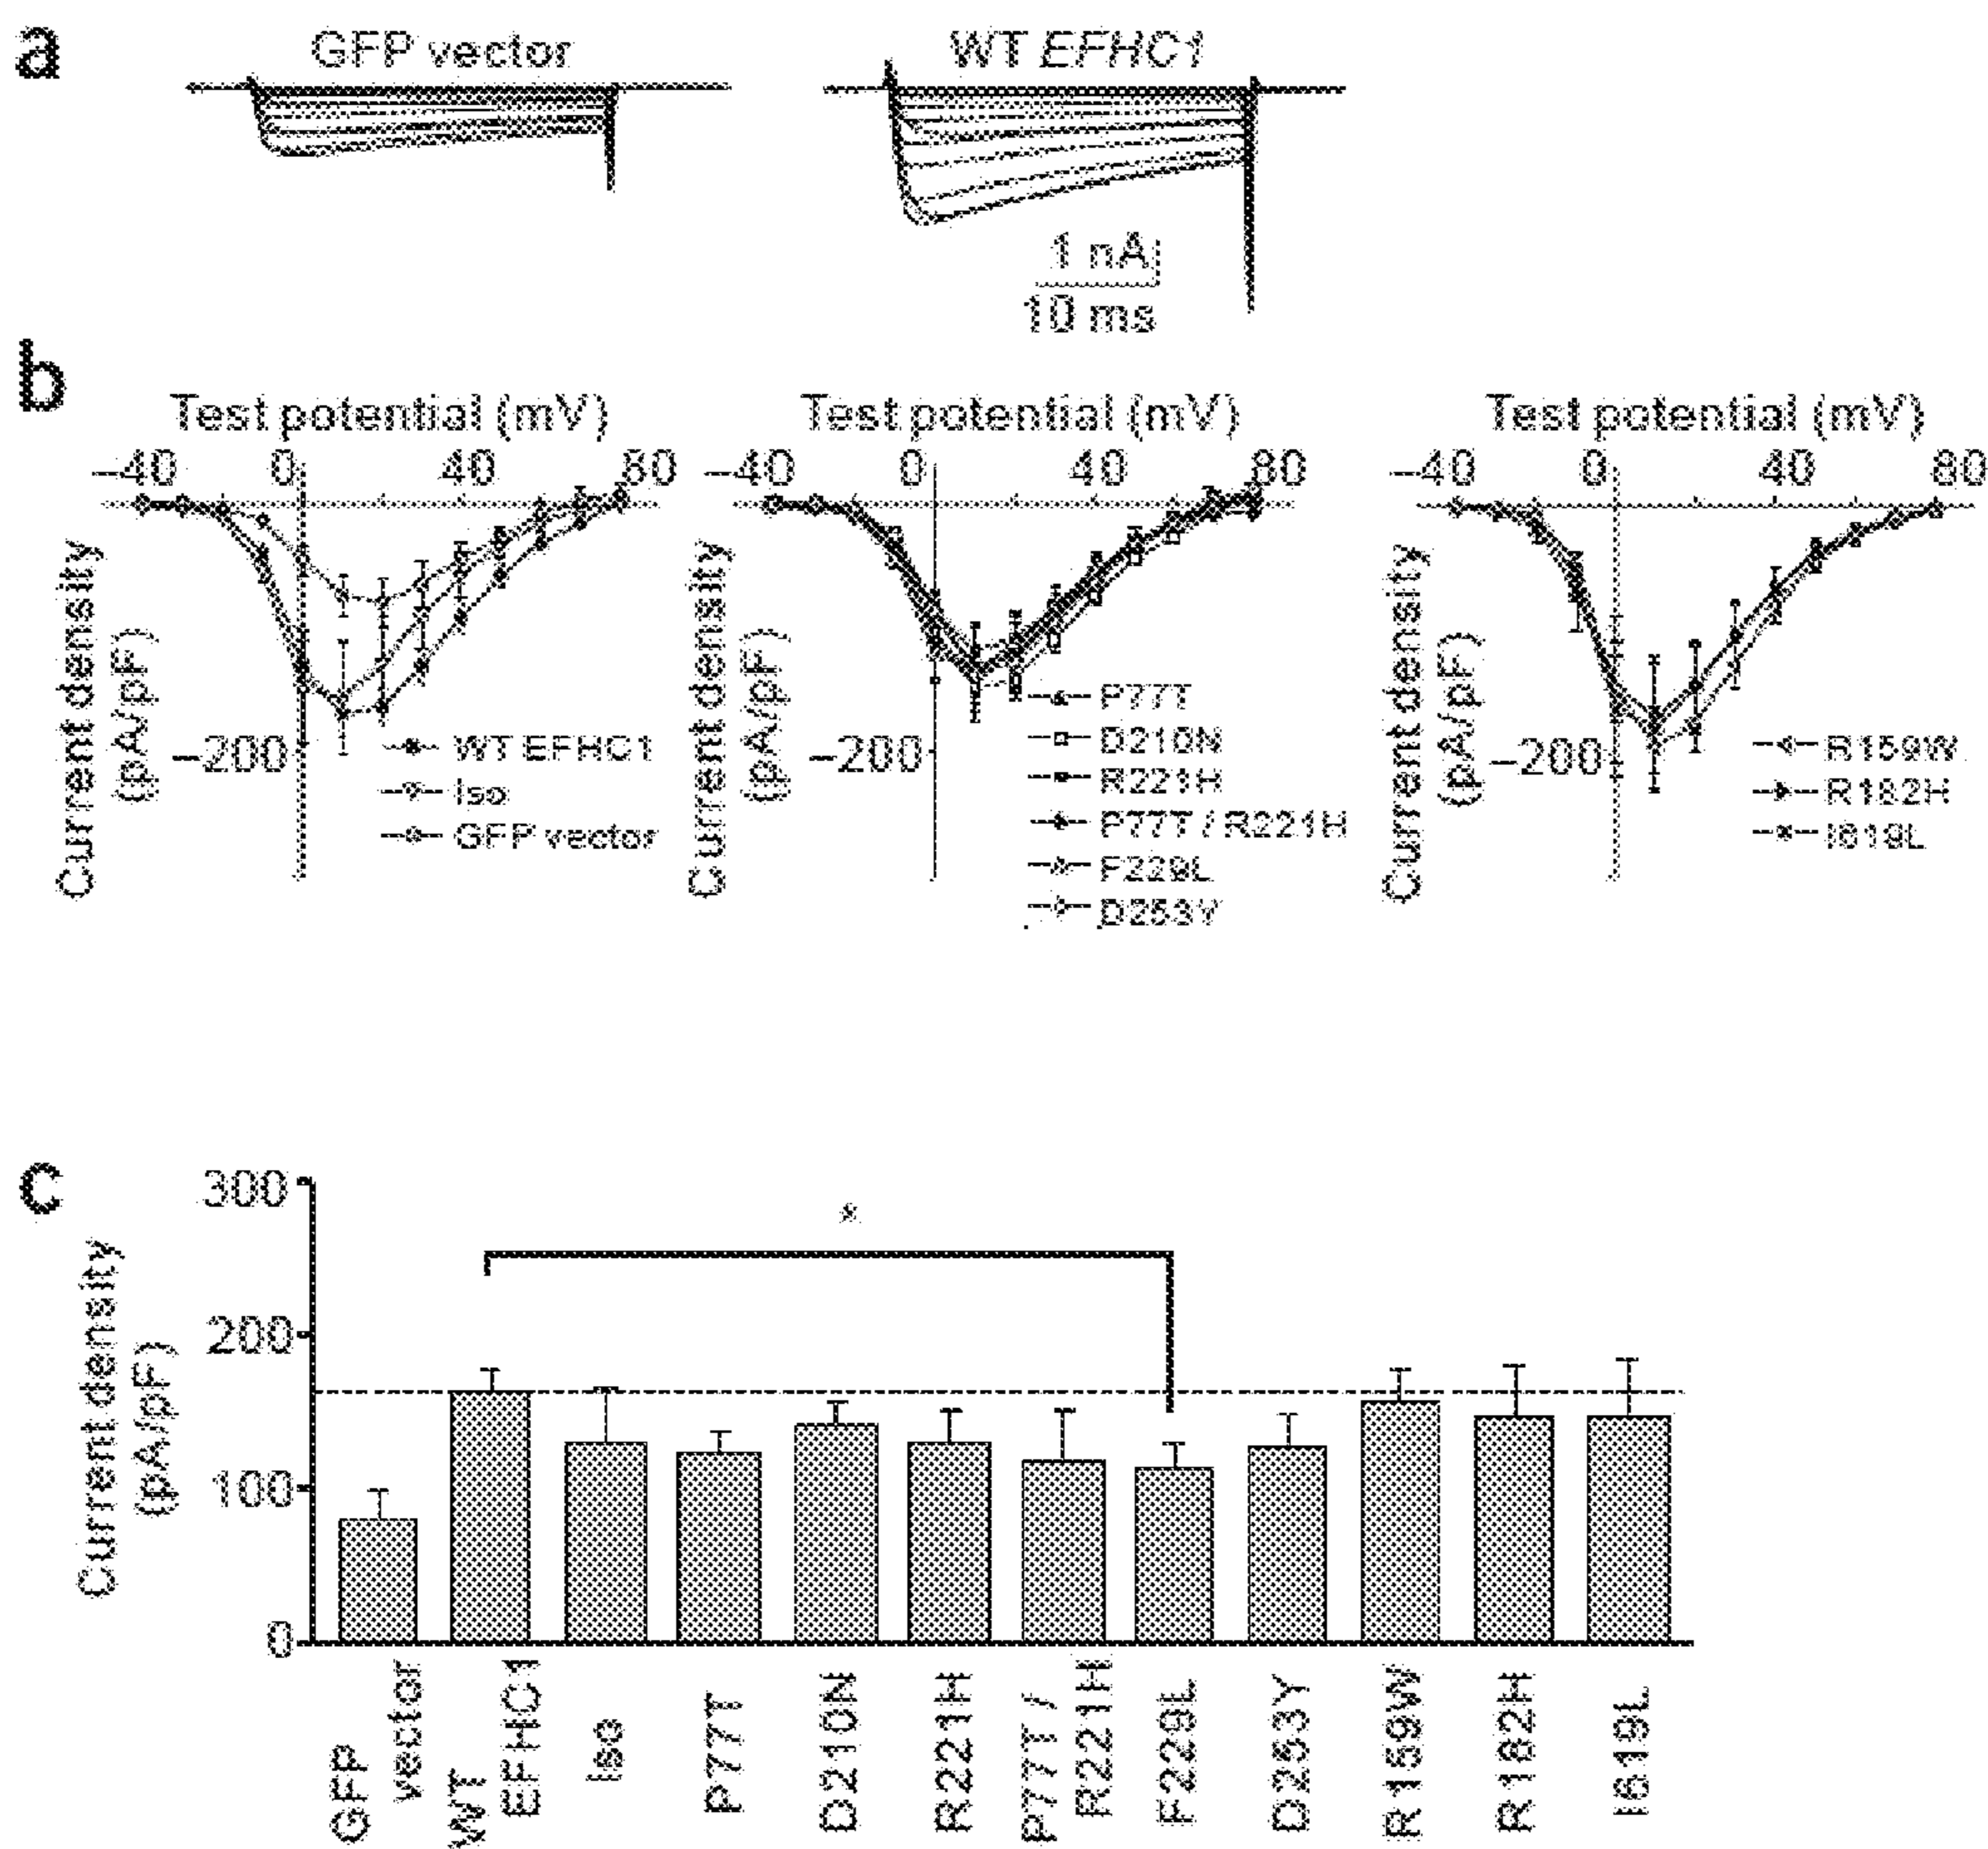 a
GFP vector
WT EFHC1
1 nA
10 ms
b
Test potential (mV)
–40 0 40 80
Current density
(pA/pF)
–200
WT EFHC1
Iso
GFP vector
Test potential (mV)
–40 0 40 80
Current density
(pA/pF)
–200
P77T
D210N
R221H
P77T / R221H
F229L
D253Y
Test potential (mV)
–40 0 40 80
Current density
(pA/pF)
–200
R159W
R182H
I619L
c
Current density
(pA/pF)
300
200
100
0
*
GFP
vector
WT
EFHC1
Iso
P77T
D210N
R221H
P77T /
R221H
F229L
D253Y
R159W
R182H
I619L